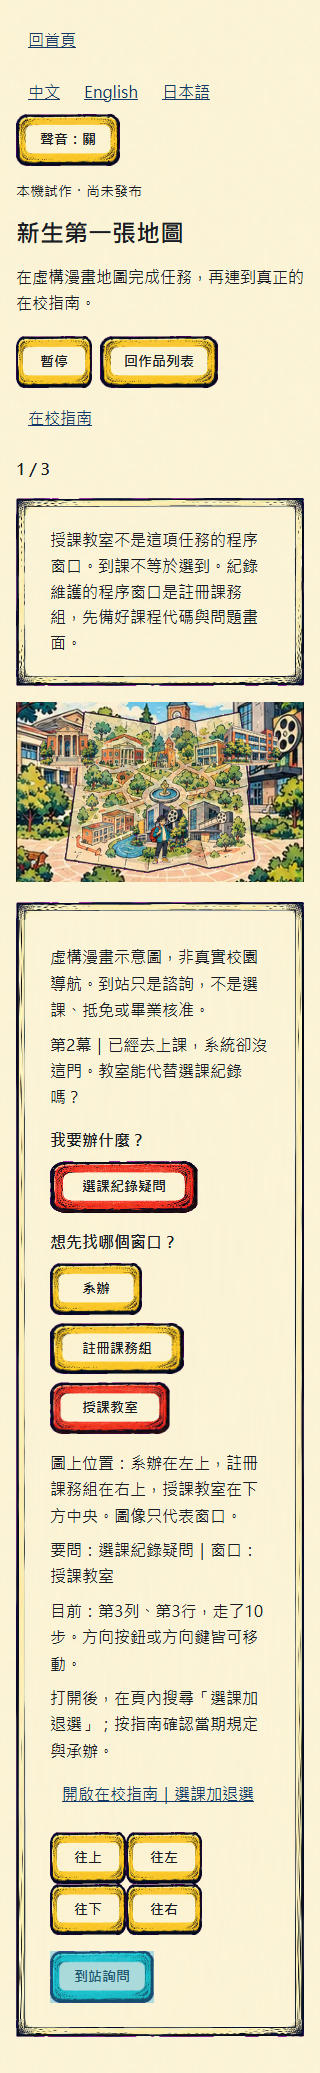 回首頁
中文 English 日本語
聲音：關
本機試作・尚未發布
新生第一張地圖
在虛構漫畫地圖完成任務，再連到真正的
在校指南。
暫停 回作品列表
在校指南
1 / 3
授課教室不是這項任務的程序
窗口。到課不等於選到。紀錄
維護的程序窗口是註冊課務
組，先備好課程代碼與問題畫
面。
虛構漫畫示意圖，非真實校園
導航。到站只是諮詢，不是選
課、抵免或畢業核准。
第2幕｜已經去上課，系統卻沒
這門。教室能代替選課紀錄
嗎？
我要辦什麼？
選課紀錄疑問
想先找哪個窗口？
系辦
註冊課務組
授課教室
圖上位置：系辦在左上，註冊
課務組在右上，授課教室在下
方中央。圖像只代表窗口。
要問：選課紀錄疑問｜窗口：
授課教室
目前：第3列、第3行，走了10
步。方向按鈕或方向鍵皆可移
動。
打開後，在頁內搜尋「選課加
退選」；按指南確認當期規定
與承辦。
開啟在校指南｜選課加退選
往上 往左
往下 往右
到站詢問